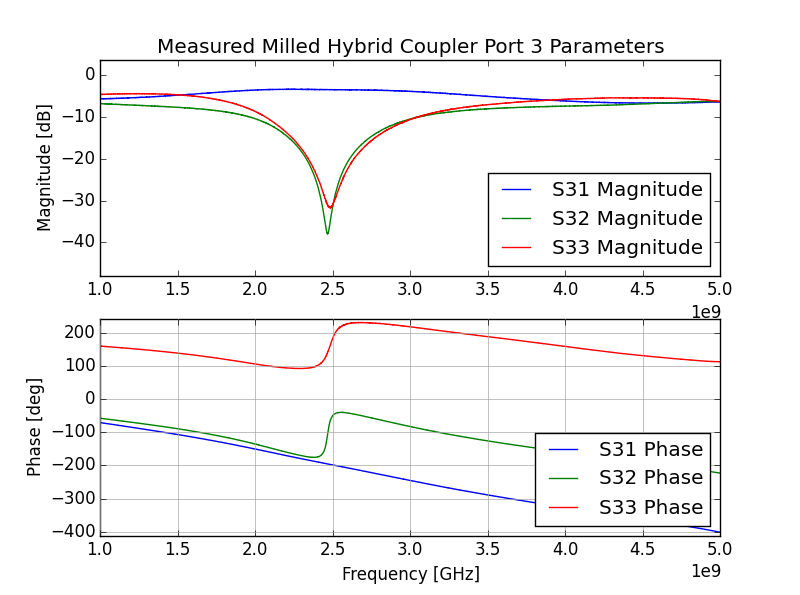 Measured Milled Hybrid Coupler Port 3 Parameters
Magnitude [dB]
0
−10
−20
−30
−40
S31 Magnitude
S32 Magnitude
S33 Magnitude
1.0 1.5 2.0 2.5 3.0 3.5 4.0 4.5 5.0
1e9
Phase [deg]
200
100
0
−100
−200
−300
−400
S31 Phase
S32 Phase
S33 Phase
1.0 1.5 2.0 2.5 3.0 3.5 4.0 4.5 5.0
Frequency [GHz]
1e9